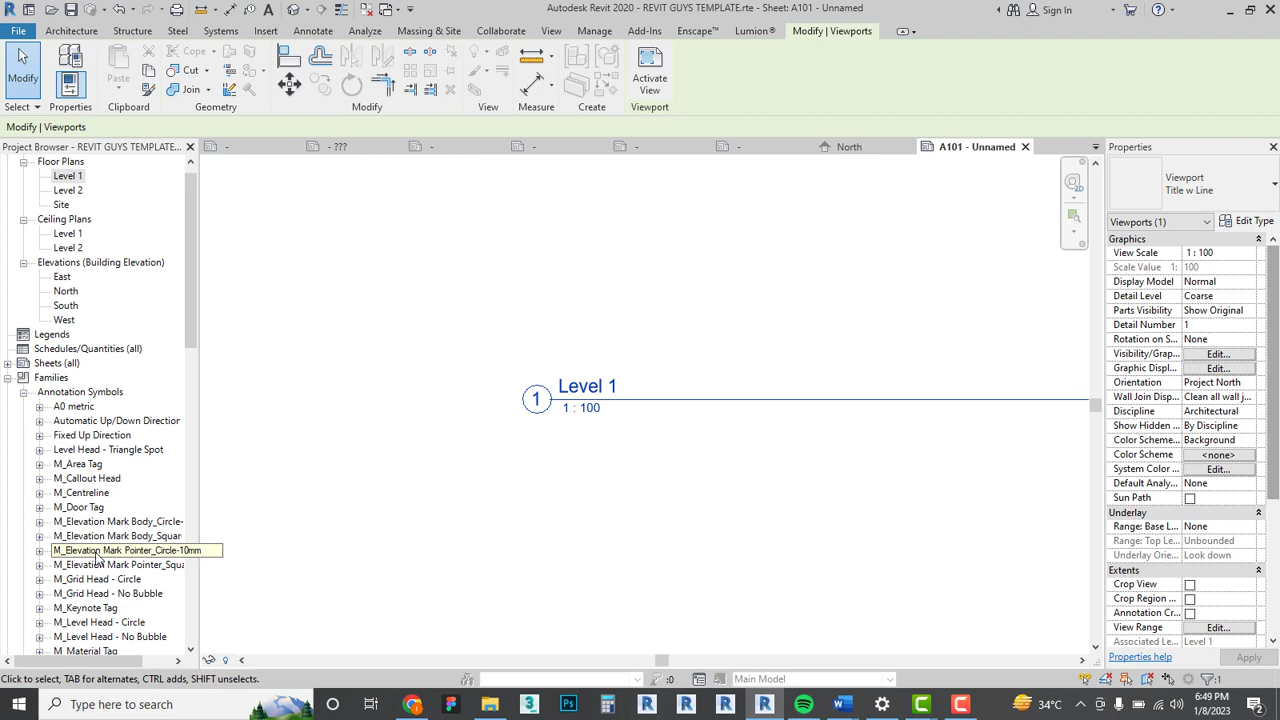 Autodesk Revit 2020 - REVIT GUYS TEMPLATE.rte - Sheet: A101 - Unnamed
Sign In
File Architecture Structure Steel Systems Insert Annotate Analyze Massing & Site Collaborate View Manage Add-Ins Enscape™ Lumion® Modify | Viewports
Modify
Paste
Cope
Cut
Join
Activate
View
Select Properties Clipboard Geometry Modify View Measure Create Viewport
Modify | Viewports
Project Browser - REVIT GUYS TEMPLATE...
-
- ???
-
-
-
-
North
A101 - Unnamed
Properties
Floor Plans
Level 1
Level 2
Site
Ceiling Plans
Level 1
Level 2
Elevations (Building Elevation)
East
North
South
West
Legends
Schedules/Quantities (all)
Sheets (all)
Families
Annotation Symbols
A0 metric
Automatic Up/Down Direction
Fixed Up Direction
Level Head - Triangle Spot
M_Area Tag
M_Callout Head
M_Centreline
M_Door Tag
M_Elevation Mark Body_Circle-
M_Elevation Mark Body_Squar
M_Elevation Mark Pointer_Circle-10mm
M_Elevation Mark Pointer_Squa
M_Grid Head - Circle
M_Grid Head - No Bubble
M_Keynote Tag
M_Level Head - Circle
M_Level Head - No Bubble
M_Material Tag
1
Level 1
1 : 100
2D
Viewport
Title w Line
Viewports (1) Edit Type
Graphics
View Scale 1 : 100
Scale Value 1: 100
Display Model Normal
Detail Level Coarse
Parts Visibility Show Original
Detail Number 1
Rotation on S... None
Visibility/Grap... Edit...
Graphic Displ... Edit...
Orientation Project North
Wall Join Disp... Clean all wall j...
Discipline Architectural
Show Hidden ... By Discipline
Color Scheme... Background
Color Scheme <none>
System Color ... Edit...
Default Analy... None
Sun Path
Underlay
Range: Base L... None
Range: Top Le... Unbounded
Underlay Orie... Look down
Extents
Crop View
Crop Region ...
Annotation Cr...
View Range Edit...
Associated Le... Level 1
Properties help Apply
Click to select, TAB for alternates, CTRL adds, SHIFT unselects.
:0
Main Model
:1
Type here to search
34°C
6:49 PM
1/8/2023